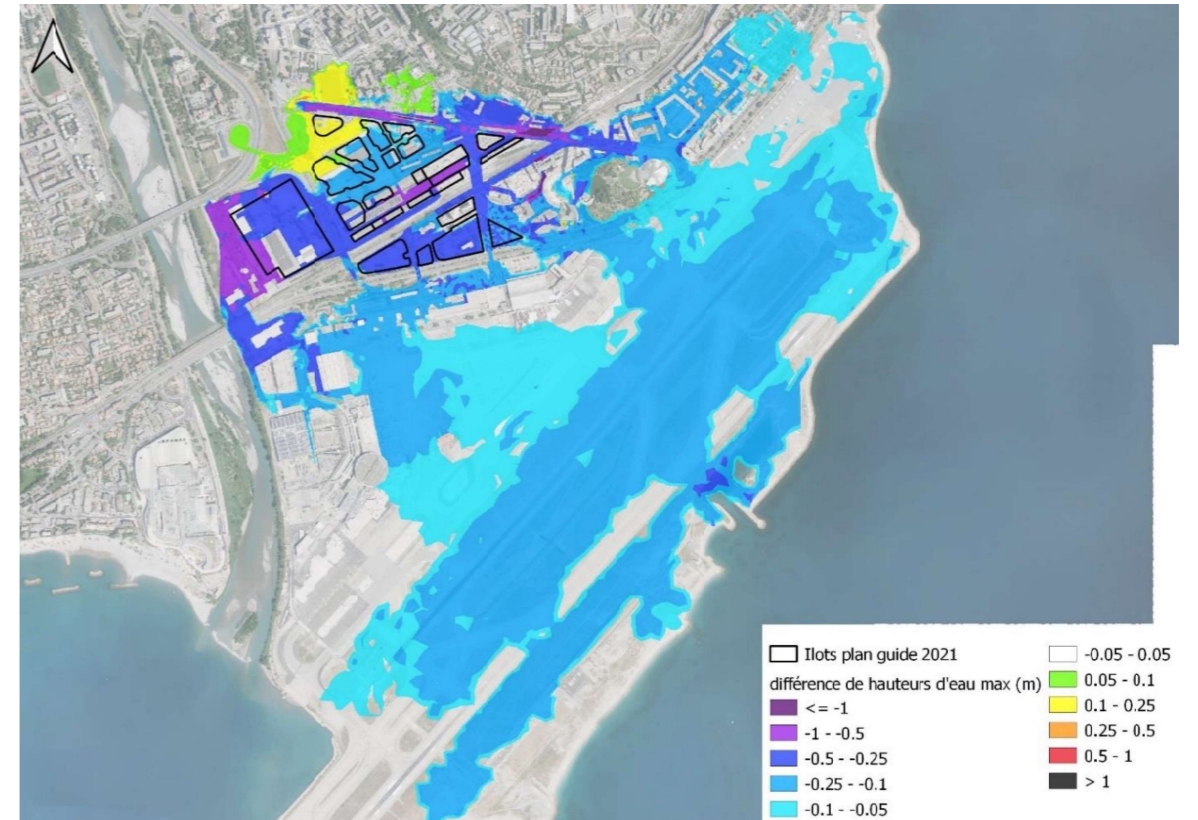 Ilots plan guide 2021
différence de hauteurs d'eau max (m)
<= -1
-1 - -0.5
-0.5 - -0.25
-0.25 - -0.1
-0.1 - -0.05
-0.05 - 0.05
0.05 - 0.1
0.1 - 0.25
0.25 - 0.5
0.5 - 1
> 1